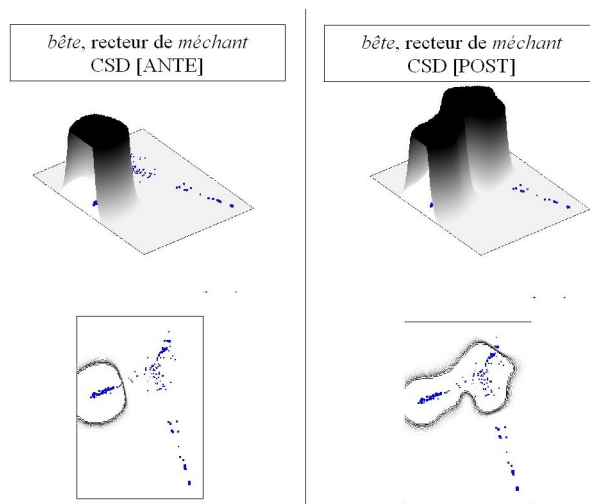 bête, recteur de méchant
CSD [ANTE]
bête, recteur de méchant
CSD [POST]